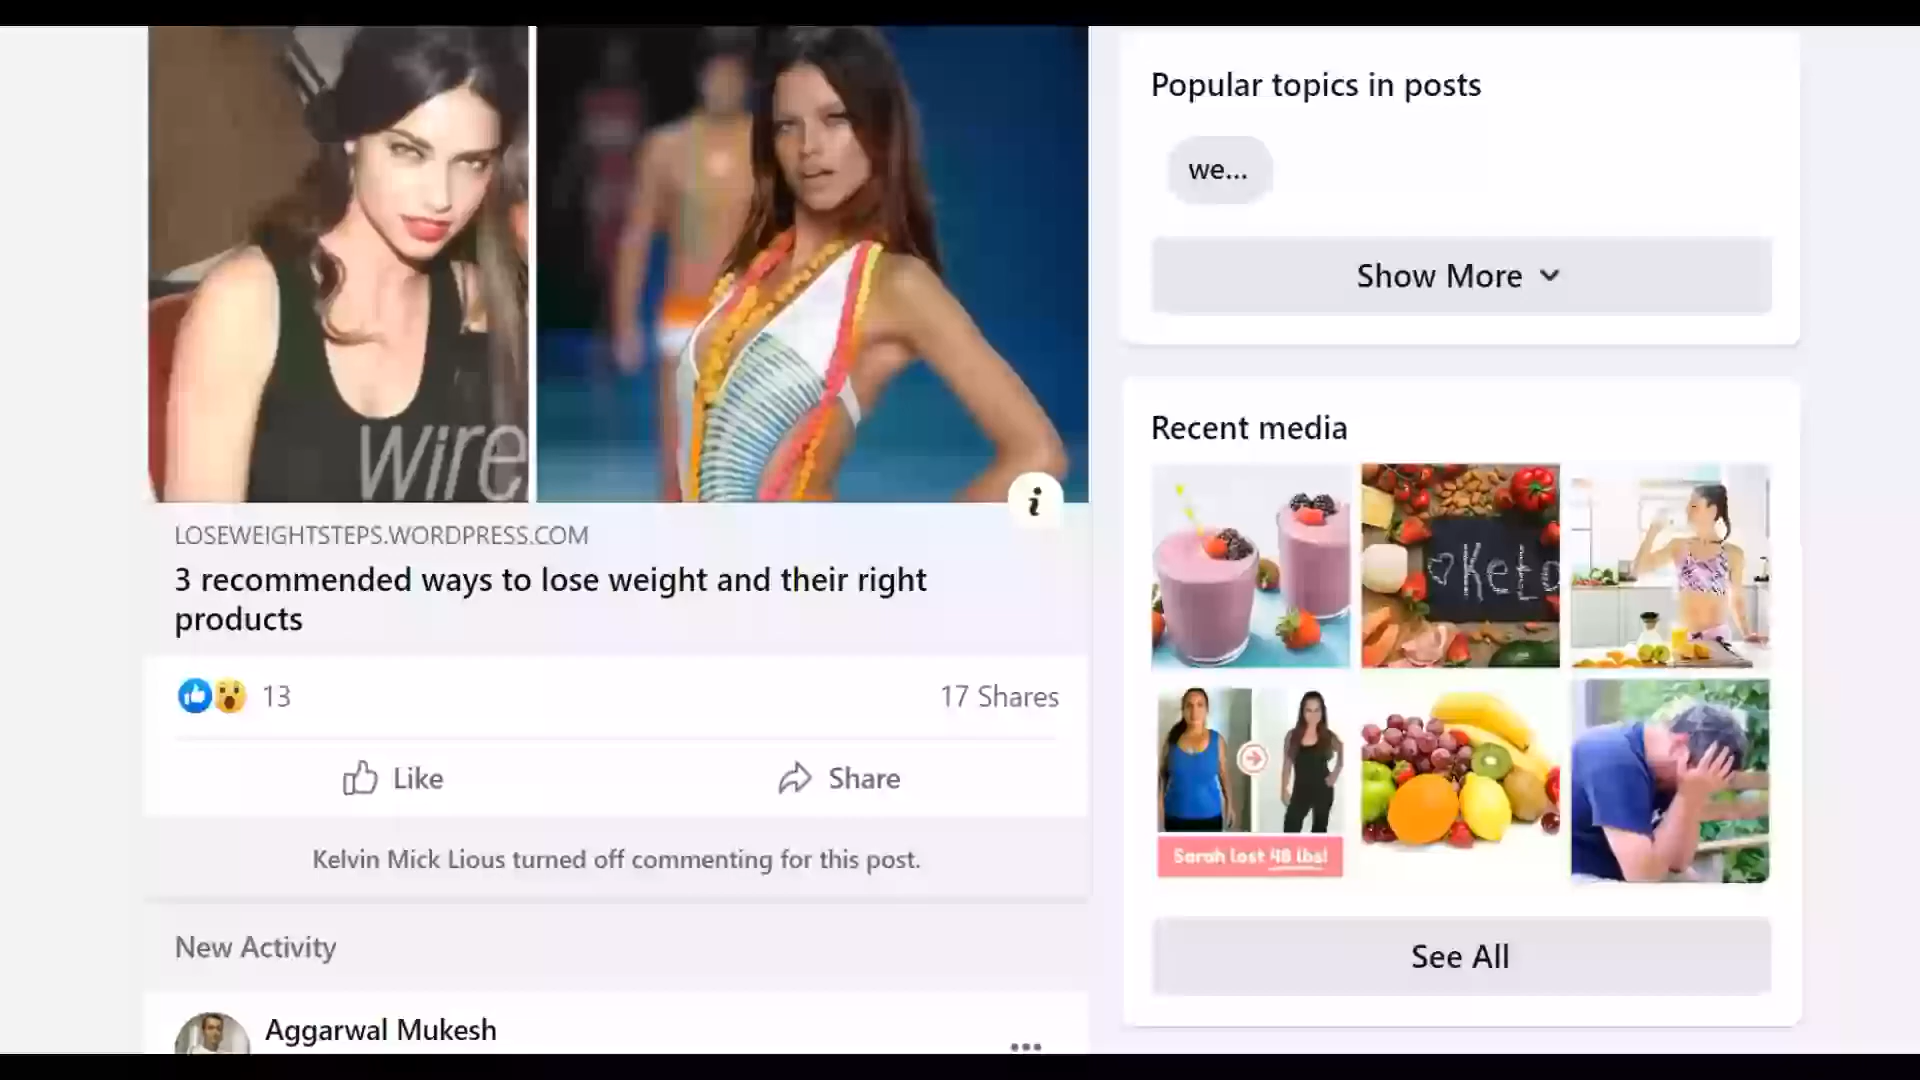 wire
LOSEWEIGHTSTEPS.WORDPRESS.COM
3 recommended ways to lose weight and their right
products
13
17 Shares
Like
Share
Kelvin Mick Lious turned off commenting for this post.
New Activity
Aggarwal Mukesh
Popular topics in posts
we...
Show More
Recent media
Keto
Sarah lost 48 lbs!
See All